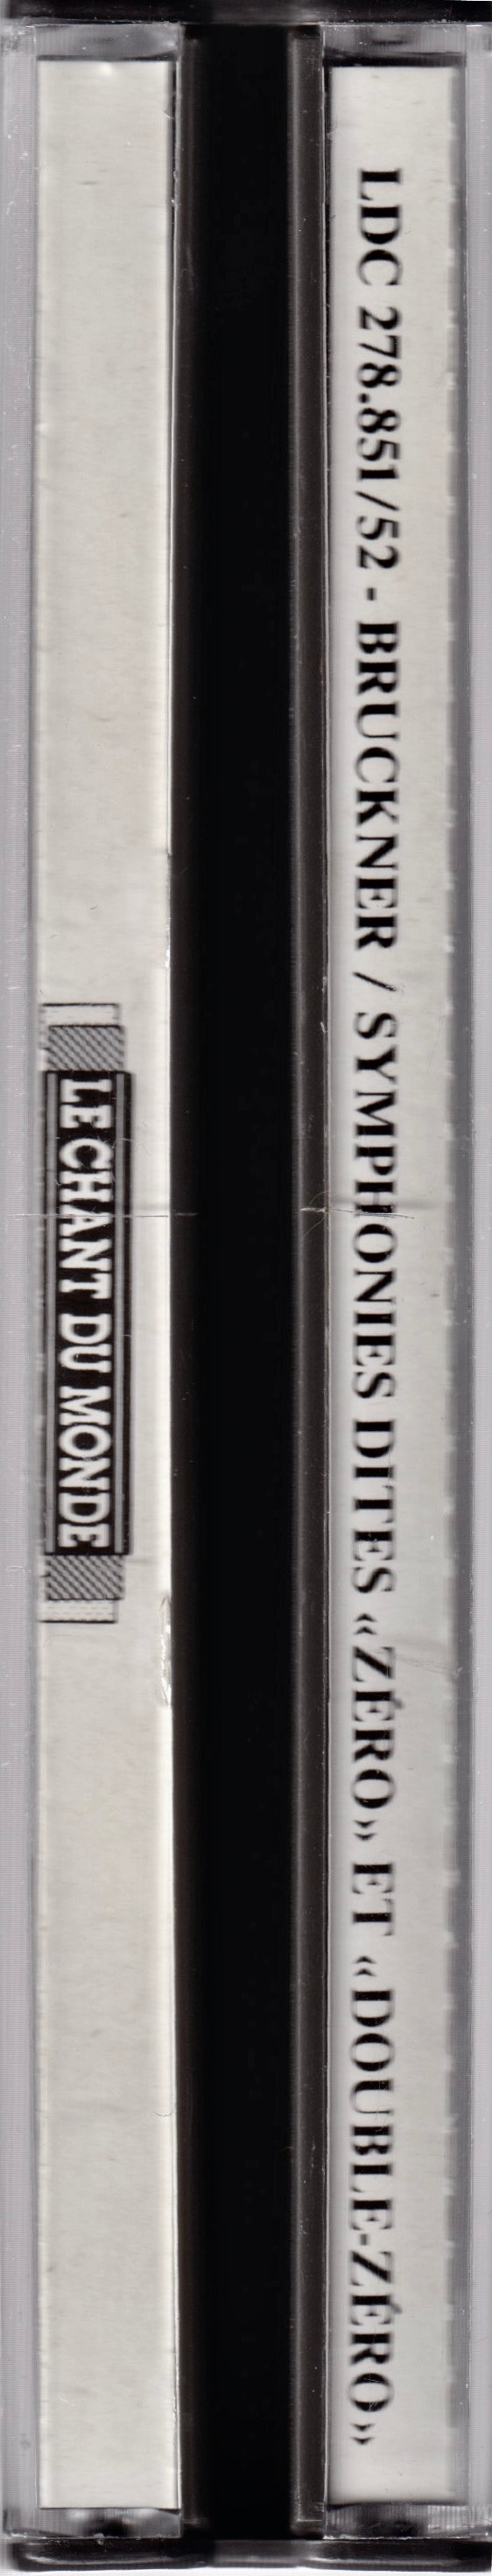 LDC 278.851/52 - BRUCKNER / SYMPHONIES DITES «ZÉRO» ET «DOUBLE-ZÉRO»
LE CHANT DU MONDE